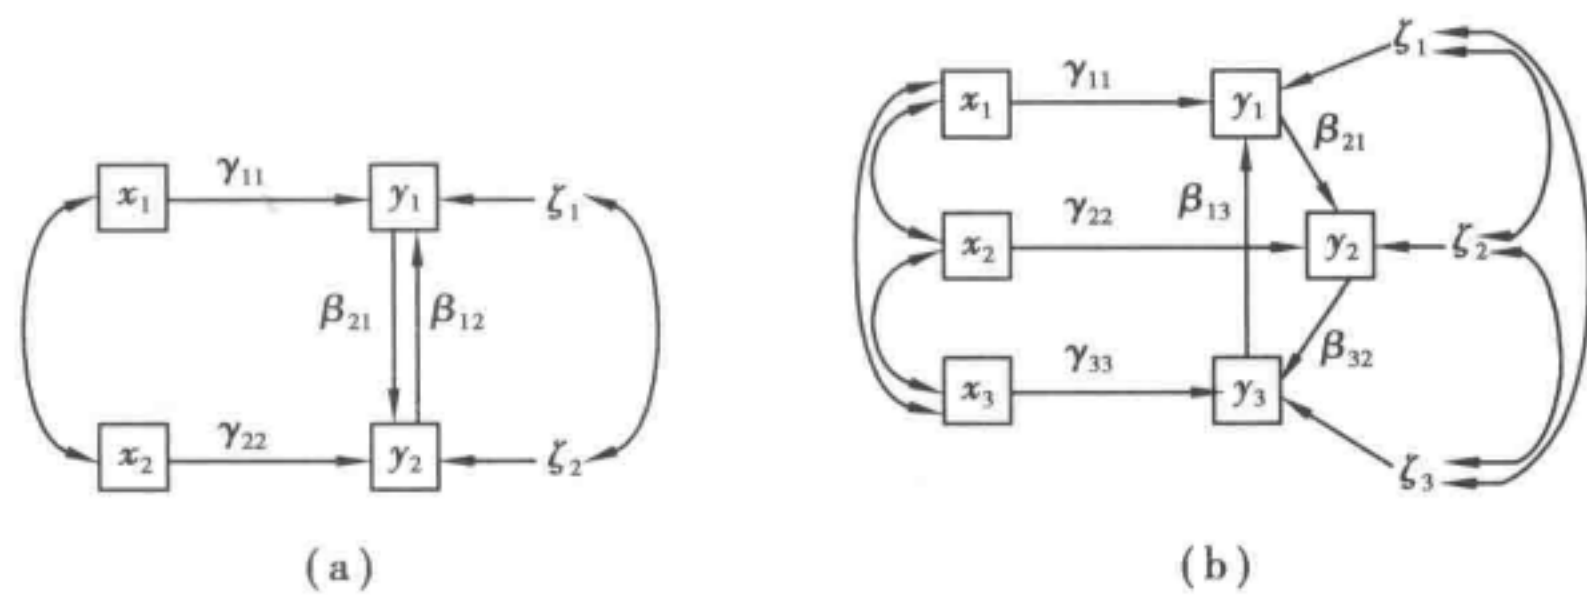 x₁ γ₁₁ y₁ ζ₁
β₂₁ β₁₂
x₂ γ₂₂ y₂ ζ₂
(a)
ζ₁
x₁ γ₁₁ y₁
β₂₁
β₁₃
x₂ γ₂₂ y₂ ζ₂
β₃₂
x₃ γ₃₃ y₃
ζ₃
(b)